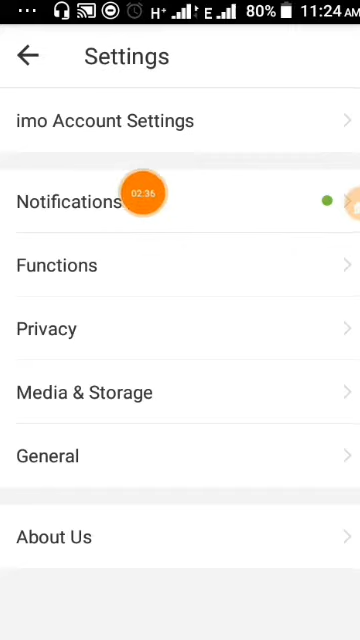 ... H+ E 80% 11:24 AM
Settings
imo Account Settings
Notifications
02:36
Functions
Privacy
Media & Storage
General
About Us